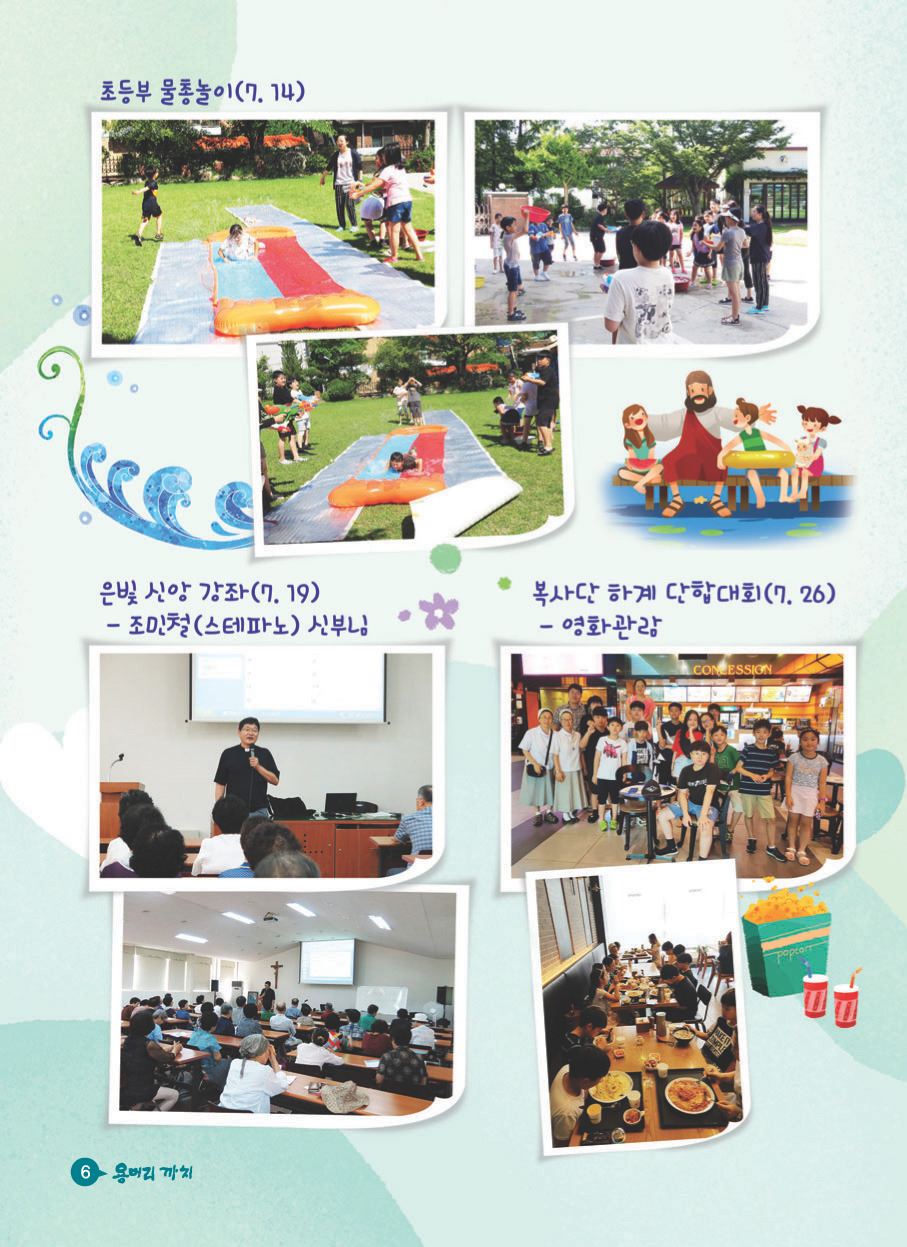 초등부 물총놀이(7. 14)
은빛 신앙 강좌(7. 19)
- 조민철(스테파노) 신부님
복사단 하계 단합대회(7. 26)
- 영화관람
CONCESSION
popcorn
6 용머리 까치